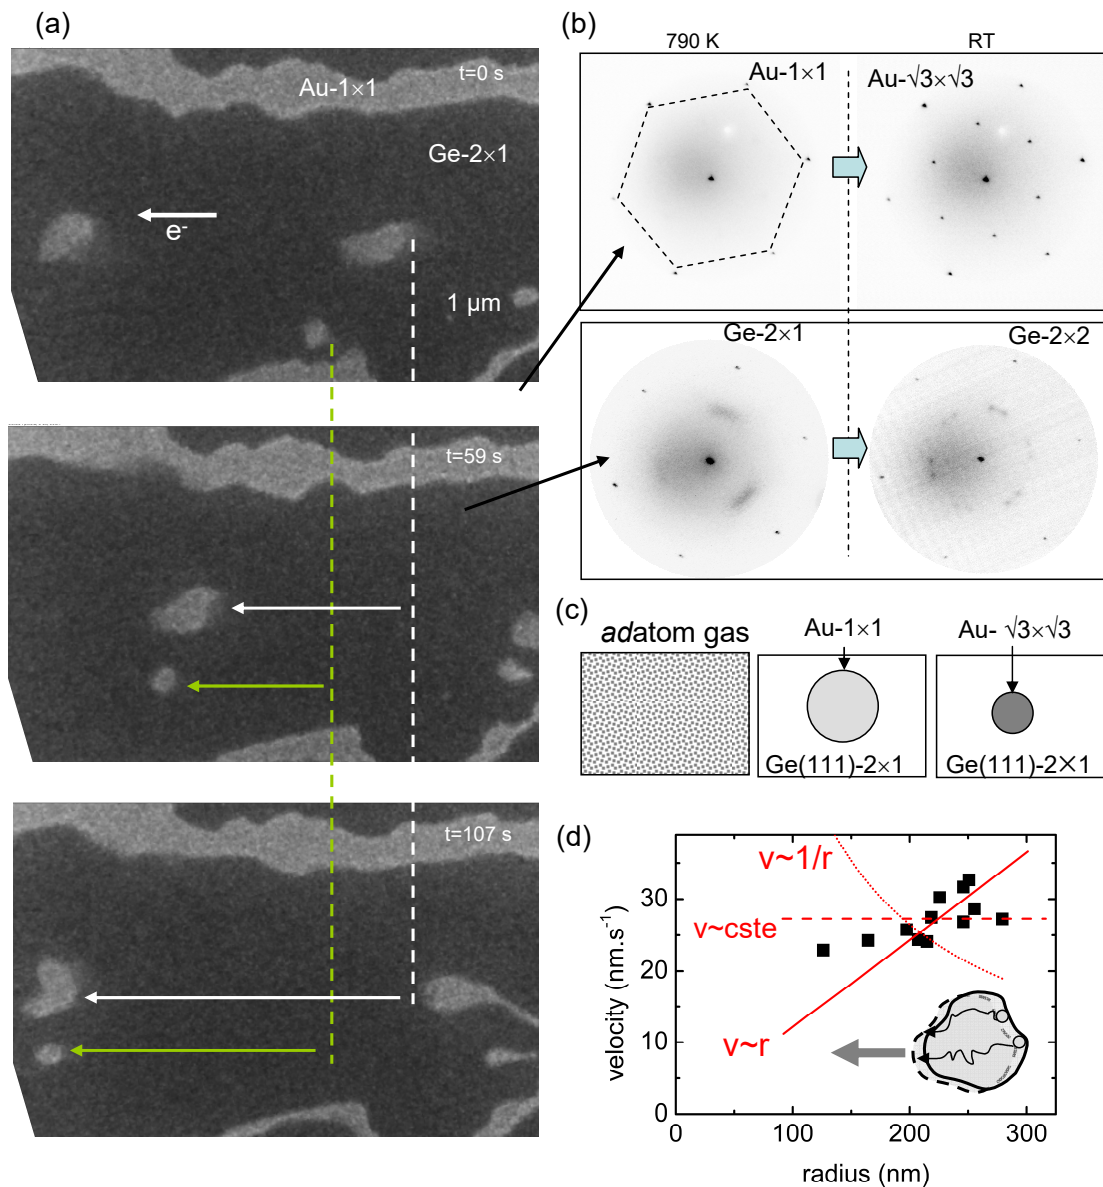 (a)
t=0 s
Au-1×1
Ge-2×1
e-
1 µm
t=59 s
t=107 s
(b)
790 K
RT
Au-1×1
Au-√3×√3
Ge-2×1
Ge-2×2
(c)
adatom gas
Au-1×1
Au- √3×√3
Ge(111)-2×1
Ge(111)-2×1
(d)
velocity (nm.s-1)
30
20
10
0
v~1/r
v~cste
v~r
0
100
200
300
radius (nm)